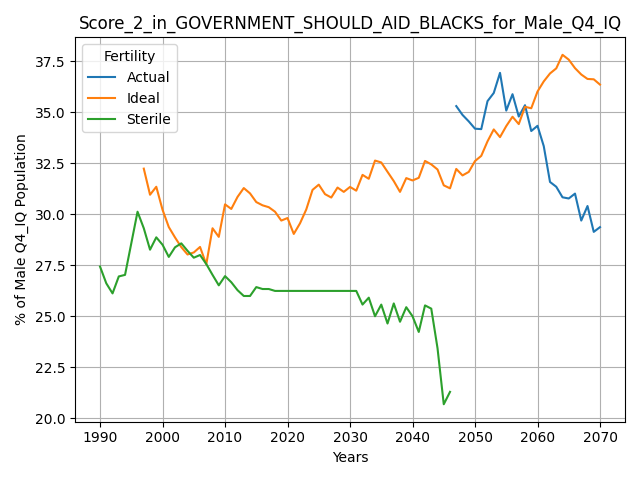 Score_2_in_GOVERNMENT_SHOULD_AID_BLACKS_for_Male_Q4_IQ
Fertility
Actual
Ideal
Sterile
% of Male Q4_IQ Population
37.5
35.0
32.5
30.0
27.5
25.0
22.5
20.0
1990 2000 2010 2020 2030 2040 2050 2060 2070
Years